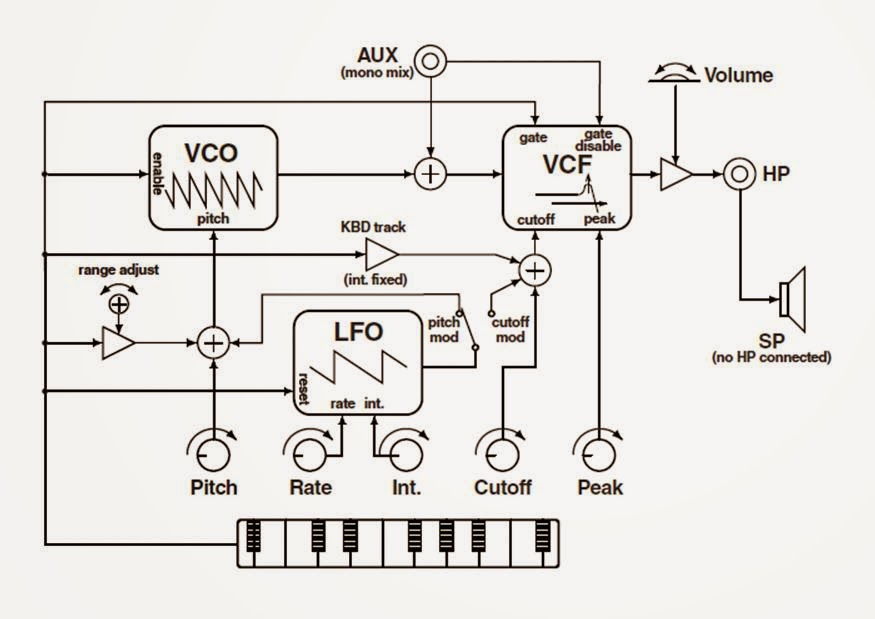 AUX
(mono mix)
Volume
gate
gate
disable
VCO
VCF
enable
HP
pitch
cutoff
peak
KBD track
range adjust
(int. fixed)
pitch
mod
cutoff
mod
LFO
SP
(no HP connected)
reset
rate
int.
Pitch
Rate
Int.
Cutoff
Peak